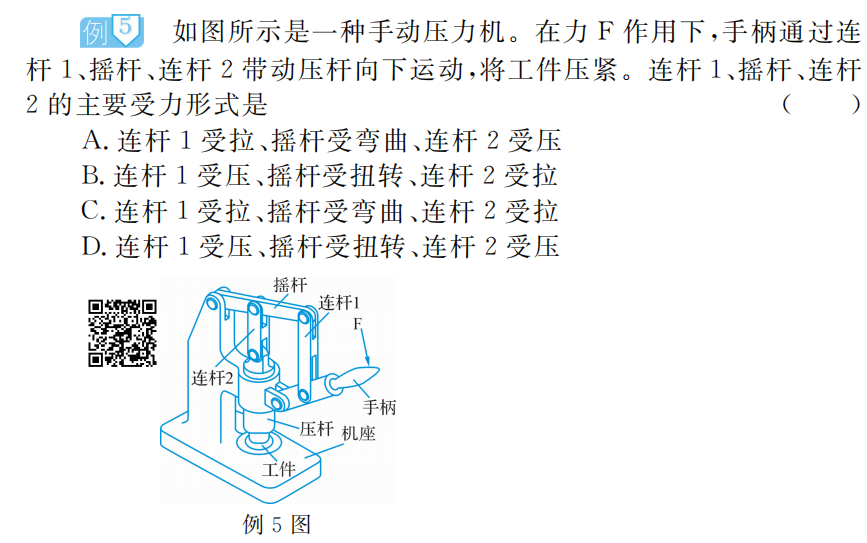 例 5 如图所示是一种手动压力机。在力 F 作用下,手柄通过连
杆 1、摇杆、连杆 2 带动压杆向下运动,将工件压紧。连杆 1、摇杆、连杆
2 的主要受力形式是 ( )
A. 连杆 1 受拉、摇杆受弯曲、连杆 2 受压
B. 连杆 1 受压、摇杆受扭转、连杆 2 受拉
C. 连杆 1 受拉、摇杆受弯曲、连杆 2 受拉
D. 连杆 1 受压、摇杆受扭转、连杆 2 受压
摇杆
连杆1
F
连杆2
手柄
压杆
机座
工件
例 5 图